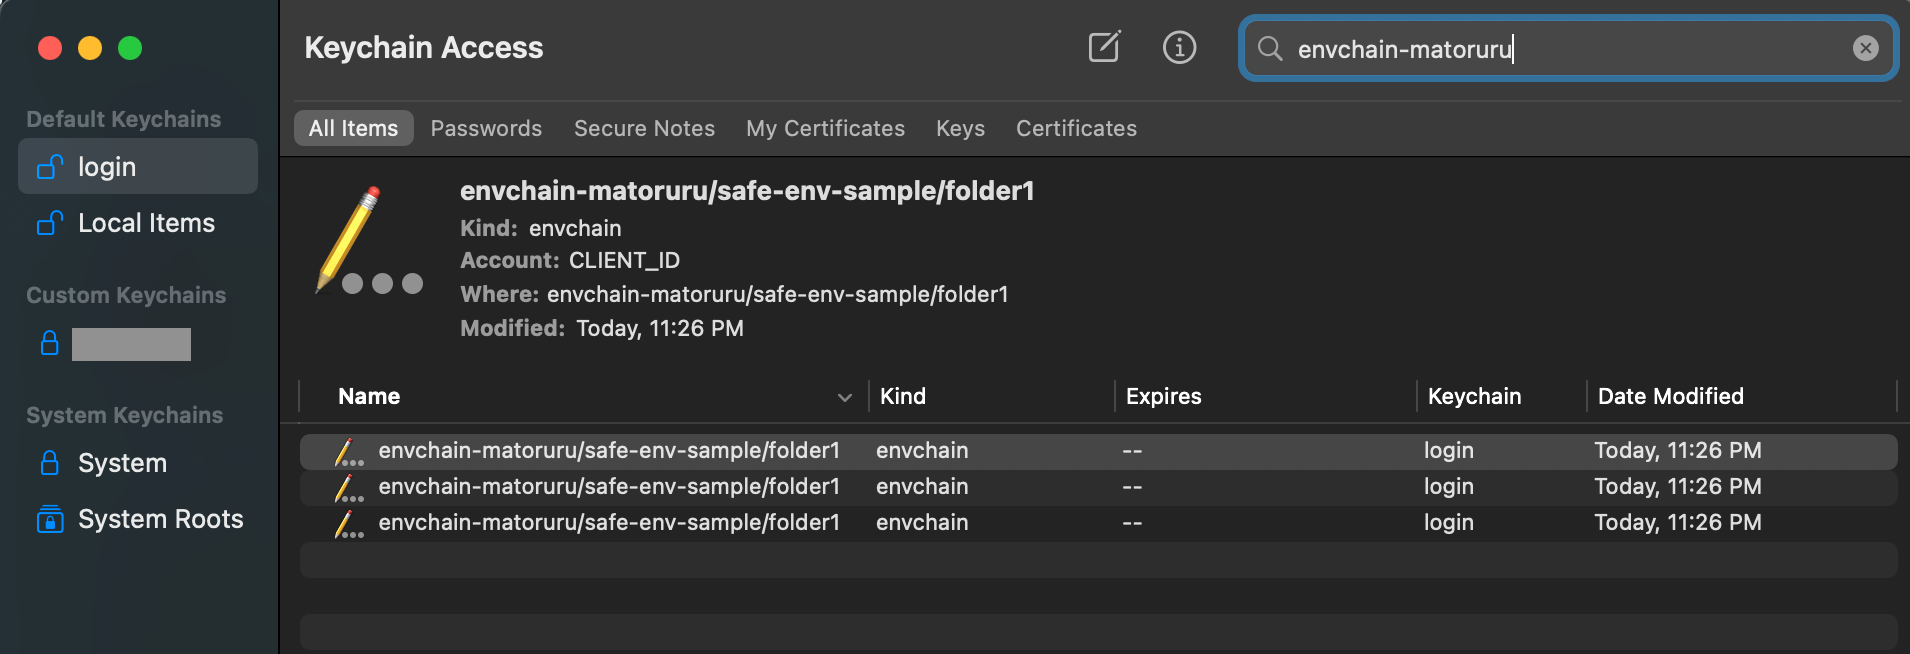 Keychain Access
envchain-matoruru
Default Keychains
login
Local Items
Custom Keychains
System Keychains
System
System Roots
All Items Passwords Secure Notes My Certificates Keys Certificates
envchain-matoruru/safe-env-sample/folder1
Kind: envchain
Account: CLIENT_ID
Where: envchain-matoruru/safe-env-sample/folder1
Modified: Today, 11:26 PM
Name Kind Expires Keychain Date Modified
envchain-matoruru/safe-env-sample/folder1 envchain -- login Today, 11:26 PM
envchain-matoruru/safe-env-sample/folder1 envchain -- login Today, 11:26 PM
envchain-matoruru/safe-env-sample/folder1 envchain -- login Today, 11:26 PM